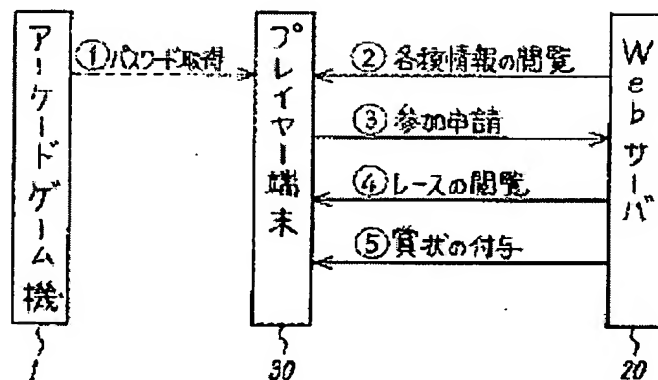 アーケードゲーム機
プレイヤー端末
Webサーバ
①パスワード取得
②各種情報の閲覧
③参加申請
④レースの閲覧
⑤賞状の付与
1
30
20